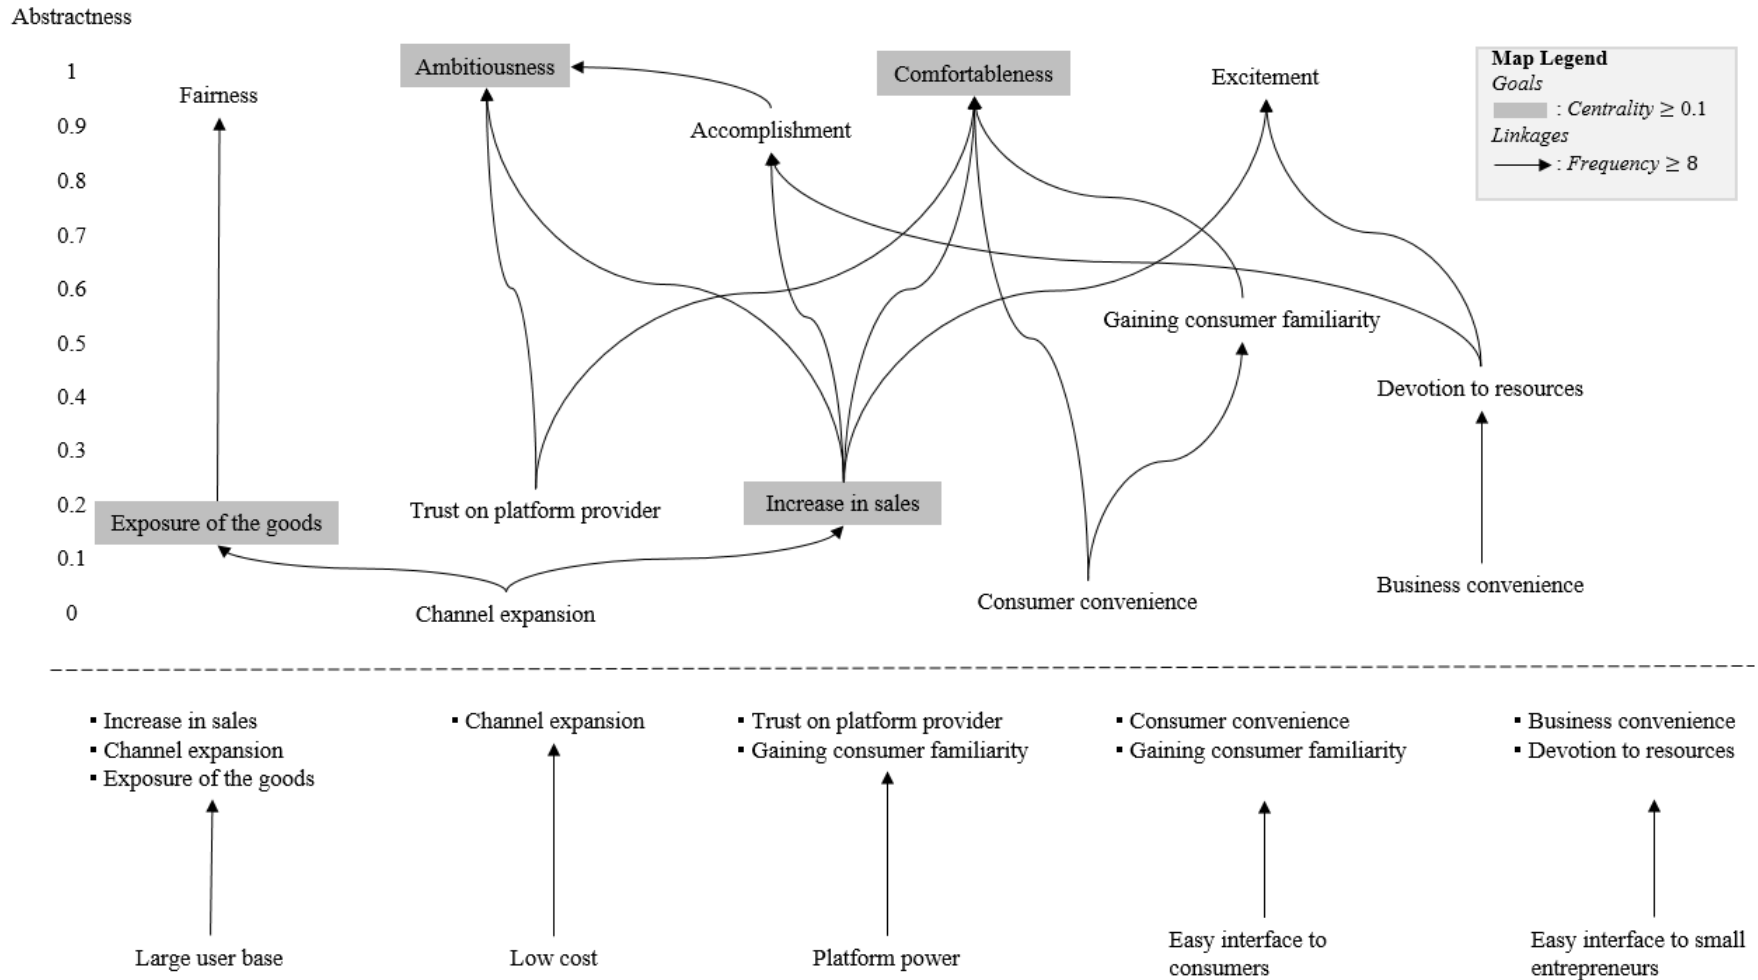 Abstractness
1
0.9
0.8
0.7
0.6
0.5
0.4
0.3
0.2
0.1
0
Fairness
Ambitiousness
Accomplishment
Comfortableness
Excitement
Map Legend
Goals
: Centrality ≥ 0.1
Linkages
: Frequency ≥ 8
Gaining consumer familiarity
Devotion to resources
Exposure of the goods
Trust on platform provider
Increase in sales
Channel expansion
Consumer convenience
Business convenience
▪ Increase in sales
▪ Channel expansion
▪ Exposure of the goods
▪ Channel expansion
▪ Trust on platform provider
▪ Gaining consumer familiarity
▪ Consumer convenience
▪ Gaining consumer familiarity
▪ Business convenience
▪ Devotion to resources
Large user base
Low cost
Platform power
Easy interface to
consumers
Easy interface to small
entrepreneurs